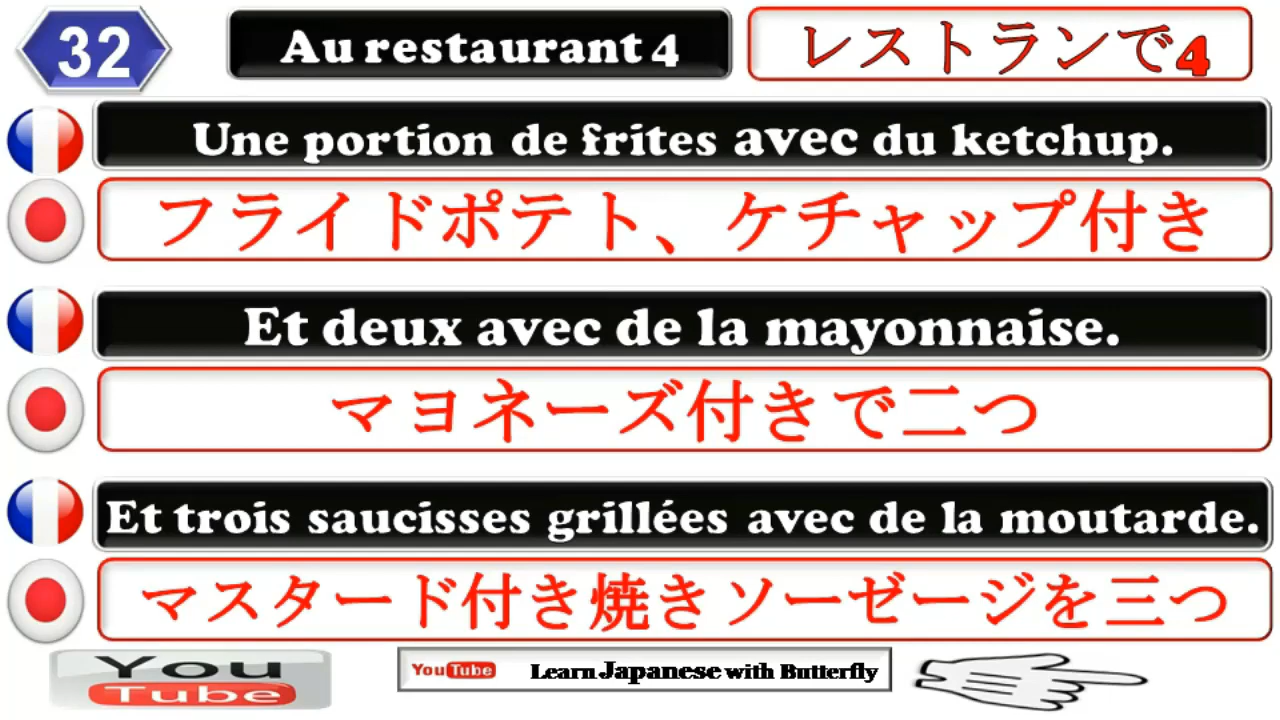 32
Au restaurant 4
レストランで4
Une portion de frites avec du ketchup.
フライドポテト、ケチャップ付き
Et deux avec de la mayonnaise.
マヨネーズ付きで二つ
Et trois saucisses grillées avec de la moutarde.
マスタード付き焼きソーゼージを三つ
You Tube
YouTube Learn Japanese with Butterfly